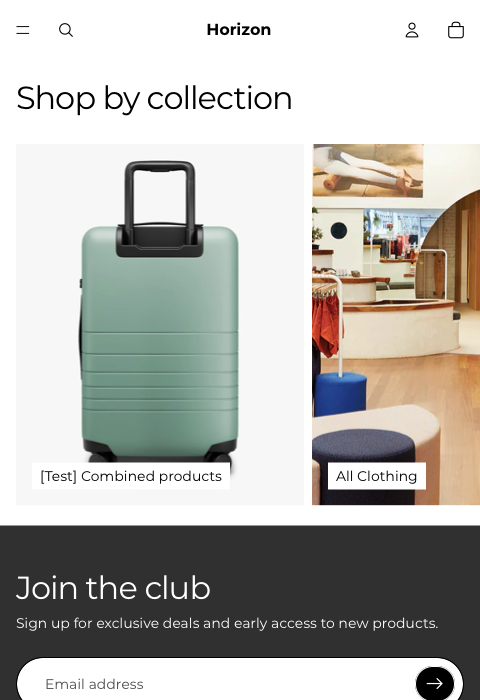 Horizon
Shop by collection
[Test] Combined products
All Clothing
Join the club
Sign up for exclusive deals and early access to new products.
Email address